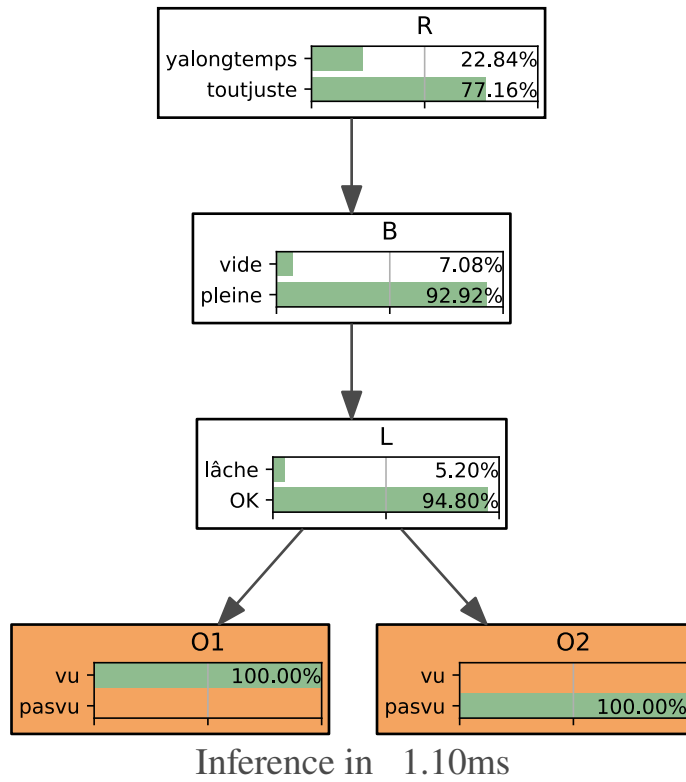 R
yalongtemps 22.84%
toutjuste 77.16%
B
vide 7.08%
pleine 92.92%
L
lâche 5.20%
OK 94.80%
O1
vu 100.00%
pasvu
O2
vu
pasvu 100.00%
Inference in 1.10ms